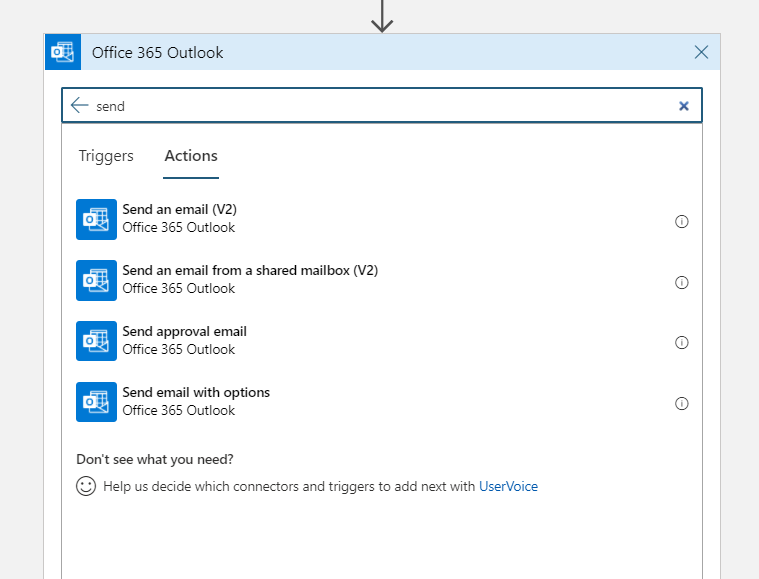 Office 365 Outlook
send
Triggers Actions
Send an email (V2)
Office 365 Outlook
Send an email from a shared mailbox (V2)
Office 365 Outlook
Send approval email
Office 365 Outlook
Send email with options
Office 365 Outlook
Don't see what you need?
Help us decide which connectors and triggers to add next with UserVoice